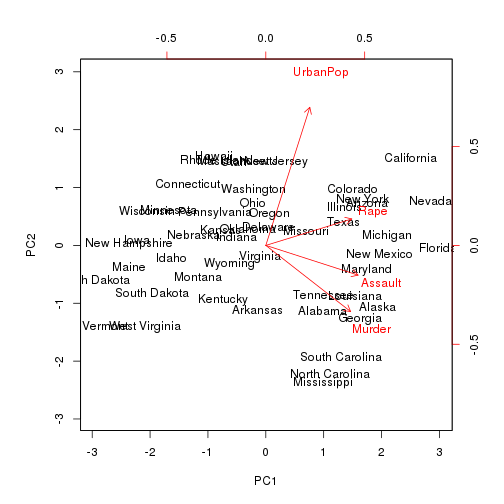 -0.5 0.0 0.5
UrbanPop
3
2
1
0
-1
-2
-3
PC2
0.5
0.0
-0.5
Hawaii
Rhode Island
Utah
New Jersey
California
Connecticut
Washington
Colorado
New York
Nevada
Ohio
Illinois
Arizona
Rape
Wisconsin
Minnesota
Pennsylvania
Oregon
Texas
Delaware
Oklahoma
Kansas
Missouri
Nebraska
Indiana
Michigan
New Hampshire
Iowa
Florida
Virginia
New Mexico
Idaho
Wyoming
Maine
Maryland
Montana
h Dakota
Assault
South Dakota
Kentucky
Tennessee
Louisiana
Arkansas
Alabama
Alaska
Georgia
Vermont
West Virginia
Murder
South Carolina
North Carolina
Mississippi
-3 -2 -1 0 1 2 3
PC1